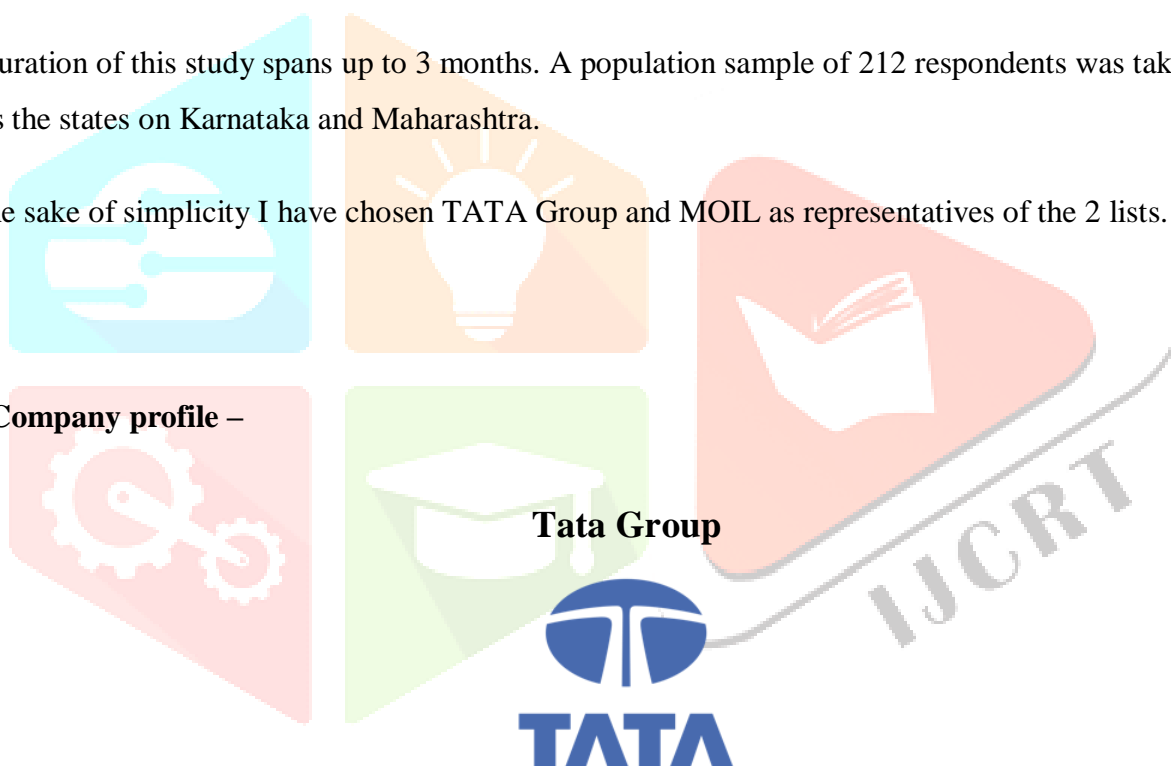 uration of this study spans up to 3 months. A population sample of 212 respondents was tak
s the states on Karnataka and Maharashtra.
e sake of simplicity I have chosen TATA Group and MOIL as representatives of the 2 lists.
Company profile –
Tata Group
IJCRT
TATA